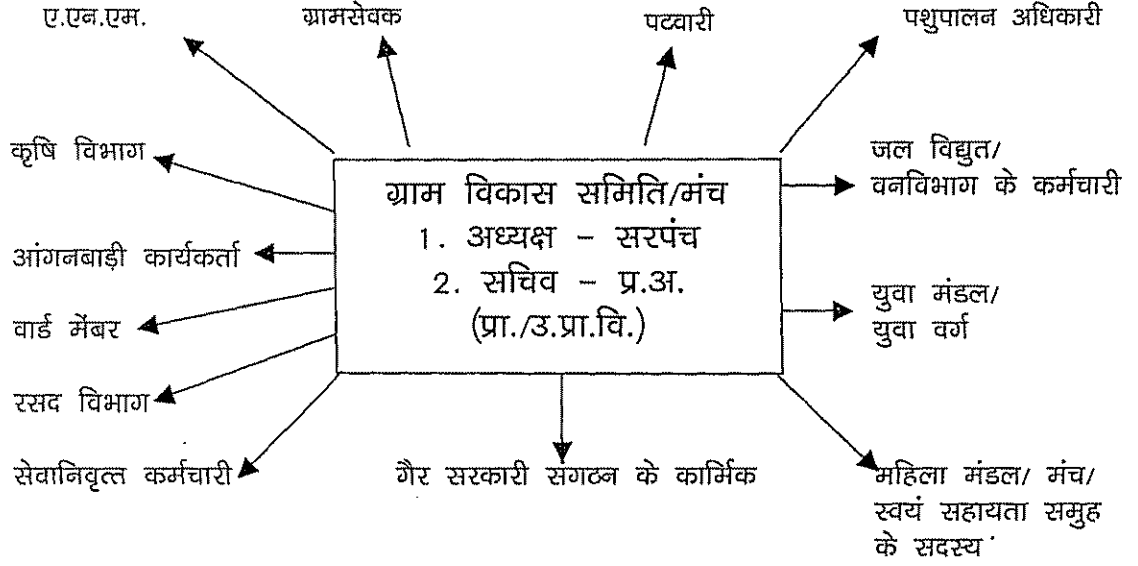 ए.एन.एम.
ग्रामसेवक
पटवारी
पशुपालन अधिकारी
कृषि विभाग
जल विद्युत/
वनविभाग के कर्मचारी
ग्राम विकास समिति/मंच
1. अध्यक्ष – सरपंच
2. सचिव – प्र.अ.
(प्रा./उ.प्रा.वि.)
आंगनबाड़ी कार्यकर्ता
वार्ड मेंबर
युवा मंडल/
युवा वर्ग
रसद विभाग
सेवानिवृत्त कर्मचारी
गैर सरकारी संगठन के कार्मिक
महिला मंडल/ मंच/
स्वयं सहायता समुह
के सदस्य